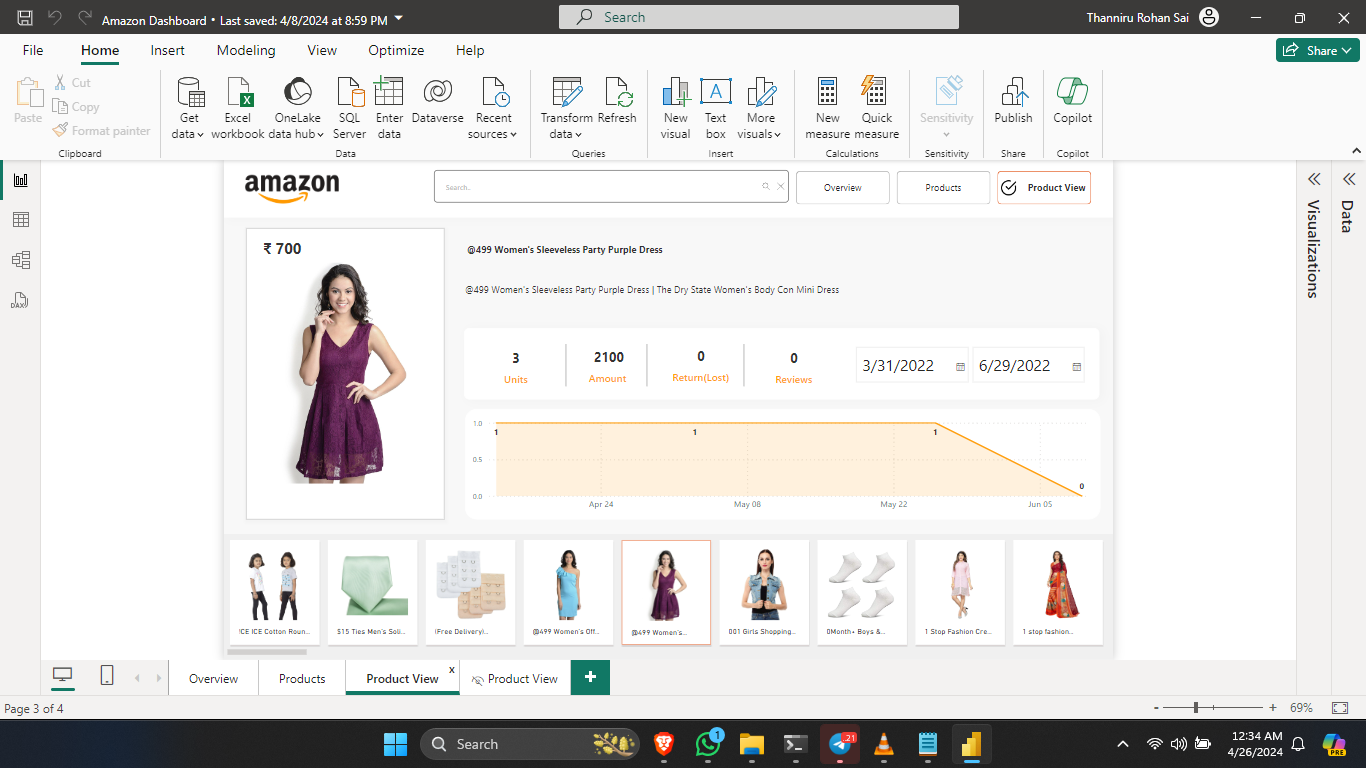 Amazon Dashboard • Last saved: 4/8/2024 at 8:59 PM
Search
Thanniru Rohan Sai
File
Home
Insert
Modeling
View
Optimize
Help
Share
Paste
Cut
Copy
Format painter
Clipboard
Get data
Excel workbook
OneLake data hub
SQL Server
Enter data
Dataverse
Recent sources
Data
Transform data
Refresh
Queries
New visual
Text box
More visuals
Insert
New measure
Quick measure
Calculations
Sensitivity
Sensitivity
Publish
Share
Copilot
Copilot
amazon
Search..
Overview
Products
Product View
Visualizations
Data
₹ 700
@499 Women's Sleeveless Party Purple Dress
@499 Women's Sleeveless Party Purple Dress | The Dry State Women's Body Con Mini Dress
3
Units
2100
Amount
0
Return(Lost)
0
Reviews
3/31/2022
6/29/2022
1.0
0.5
0.0
1
1
1
0
Apr 24
May 08
May 22
Jun 05
!CE ICE Cotton Roun...
515 Ties Men's Soli...
(Free Delivery)...
@499 Women's Off...
@499 Women's...
001 Girls Shopping...
0Month+ Boys &...
1 Stop Fashion Cre...
1 stop fashion...
Overview
Products
Product View
x
Product View
+
Page 3 of 4
- + 69%
Search
1
21
12:34 AM
4/26/2024
PRE
DAX